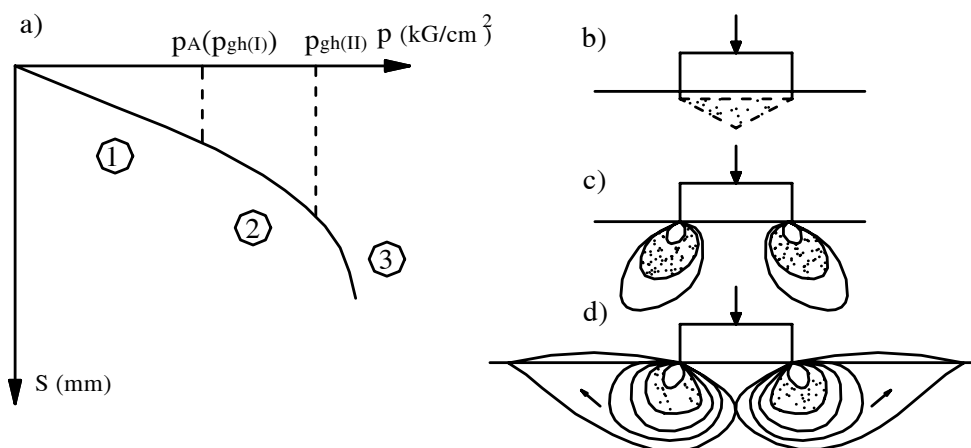 a)
pA(pgh(I)) pgh(II) p (kG/cm²)
1
2
3
S (mm)
b)
c)
d)